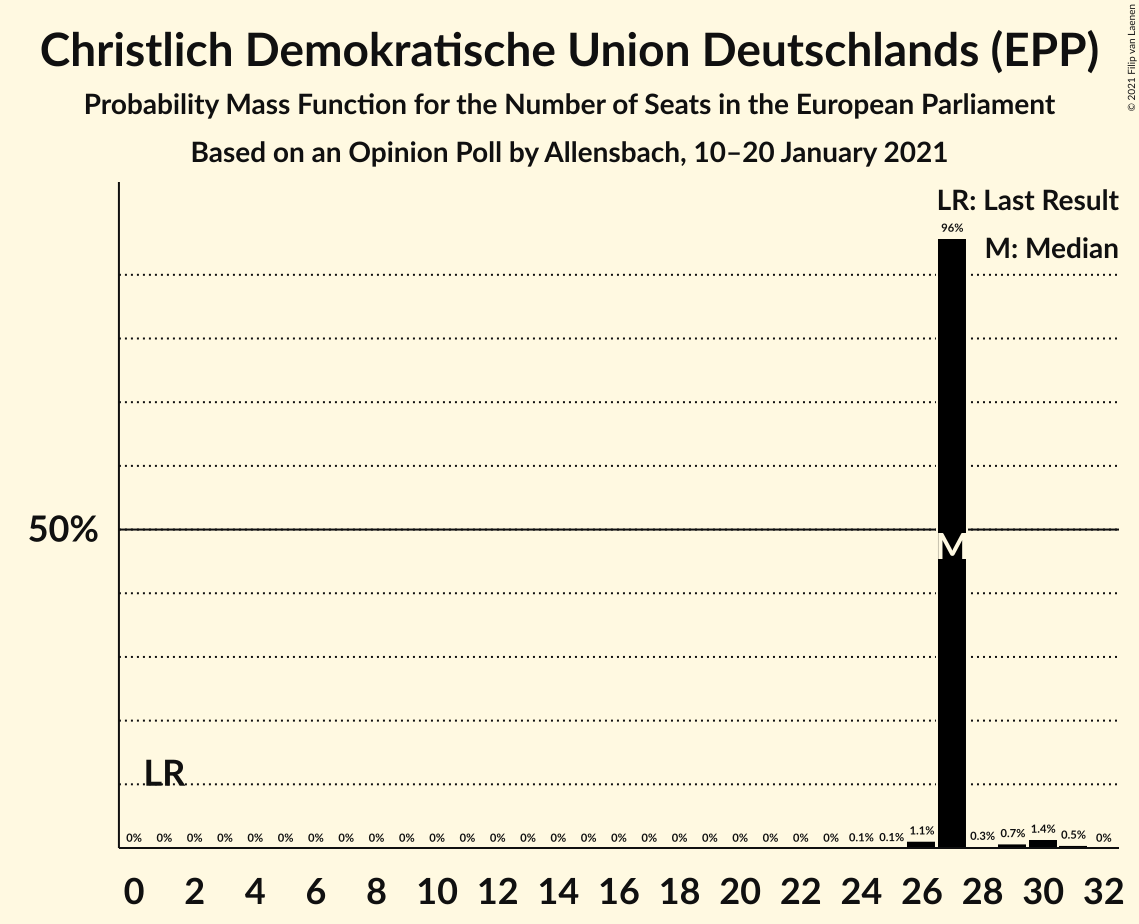 Christlich Demokratische Union Deutschlands (EPP)
Probability Mass Function for the Number of Seats in the European Parliament
Based on an Opinion Poll by Allensbach, 10–20 January 2021
© 2021 Filip van Laenen
LR: Last Result
M: Median
96%
50%
M
LR
0% 0% 0% 0% 0% 0% 0% 0% 0% 0% 0% 0% 0% 0% 0% 0% 0% 0% 0% 0% 0% 0% 0% 0% 0.1% 0.1% 1.1% 0.3% 0.7% 1.4% 0.5% 0%
0 2 4 6 8 10 12 14 16 18 20 22 24 26 28 30 32